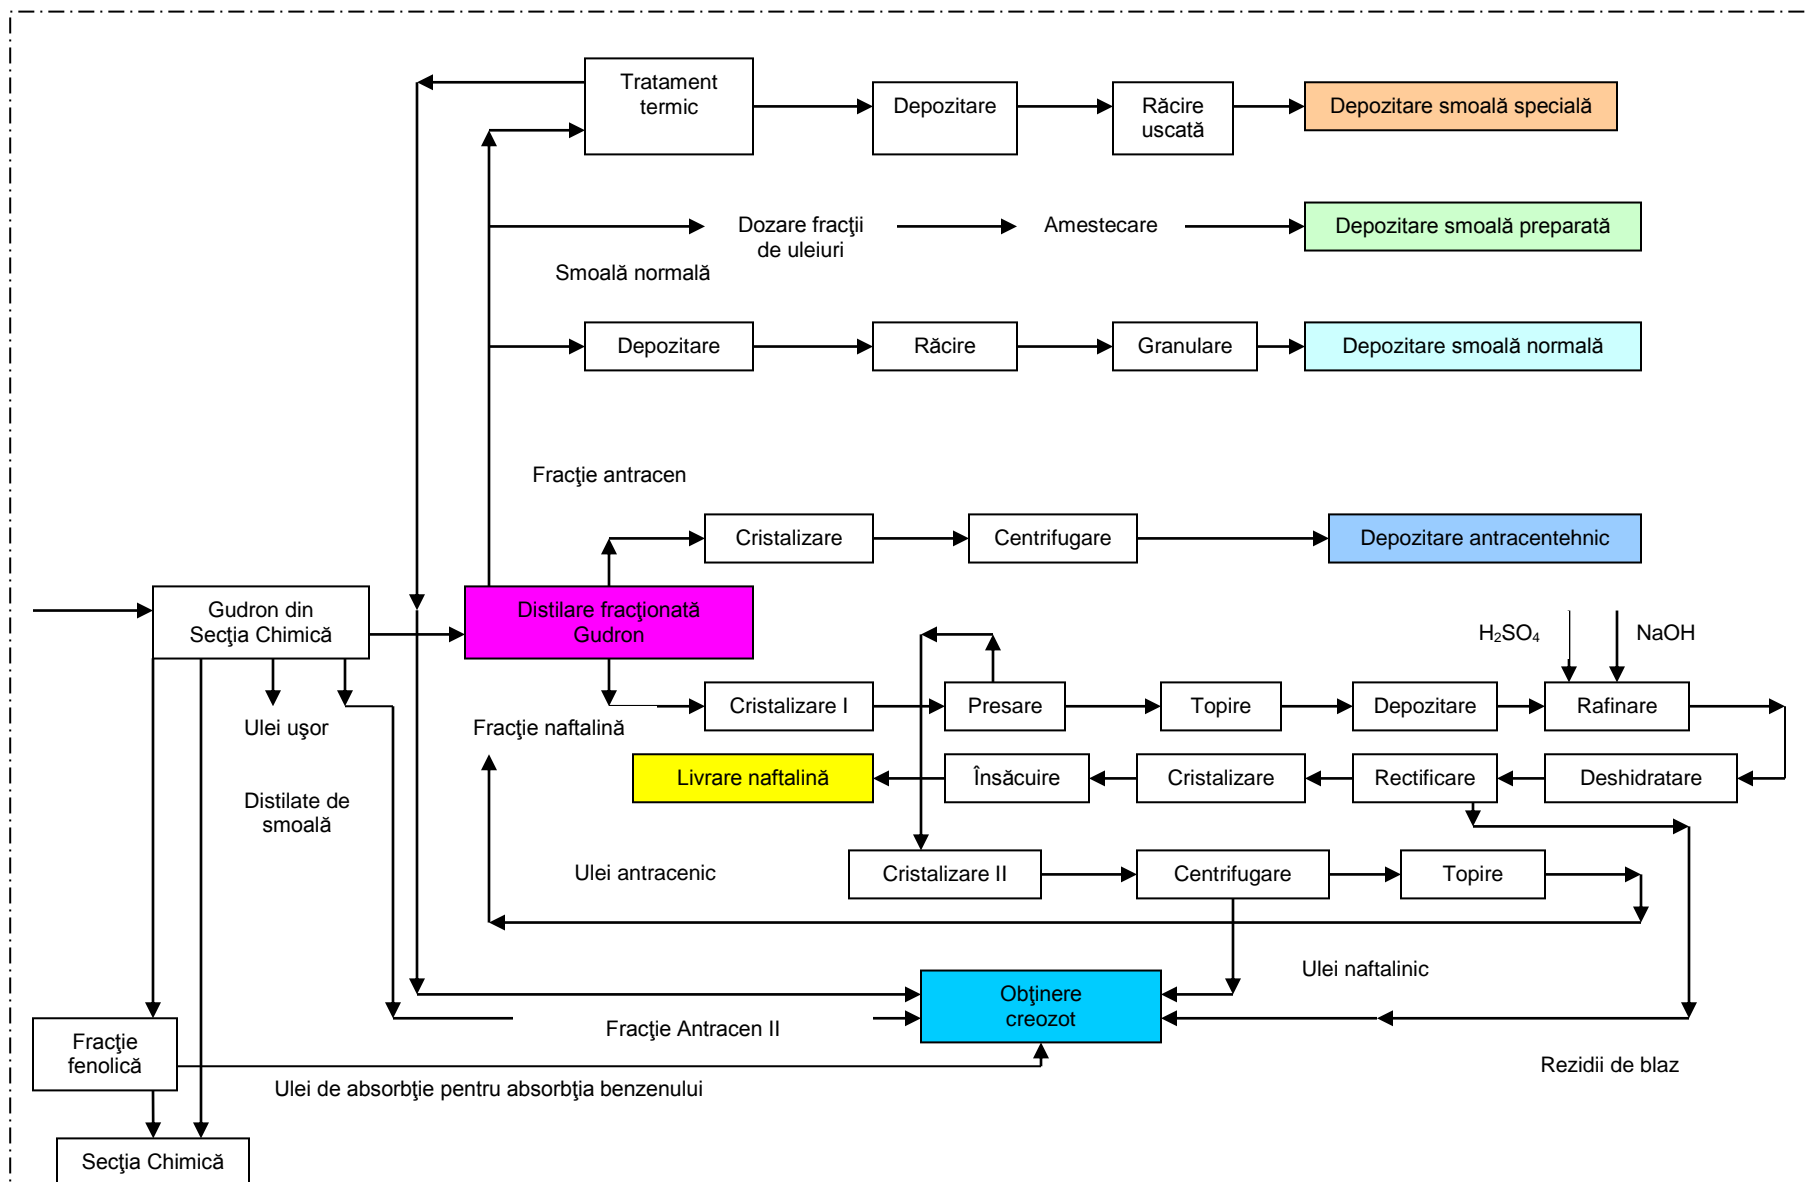 Tratament
termic
Depozitare
Răcire
uscată
Depozitare smoală specială
Dozare fracţii
de uleiuri
Amestecare
Depozitare smoală preparată
Smoală normală
Depozitare
Răcire
Granulare
Depozitare smoală normală
Fracţie antracen
Cristalizare
Centrifugare
Depozitare antracentehnic
Gudron din
Secţia Chimică
Distilare fracţionată
Gudron
H₂SO₄
NaOH
Ulei uşor
Fracţie naftalină
Cristalizare I
Presare
Topire
Depozitare
Rafinare
Livrare naftalină
Însăcuire
Cristalizare
Rectificare
Deshidratare
Distilate de
smoală
Ulei antracenic
Cristalizare II
Centrifugare
Topire
Ulei naftalinic
Obţinere
creozot
Fracţie Antracen II
Fracţie
fenolică
Rezidii de blaz
Ulei de absorbţie pentru absorbţia benzenului
Secţia Chimică